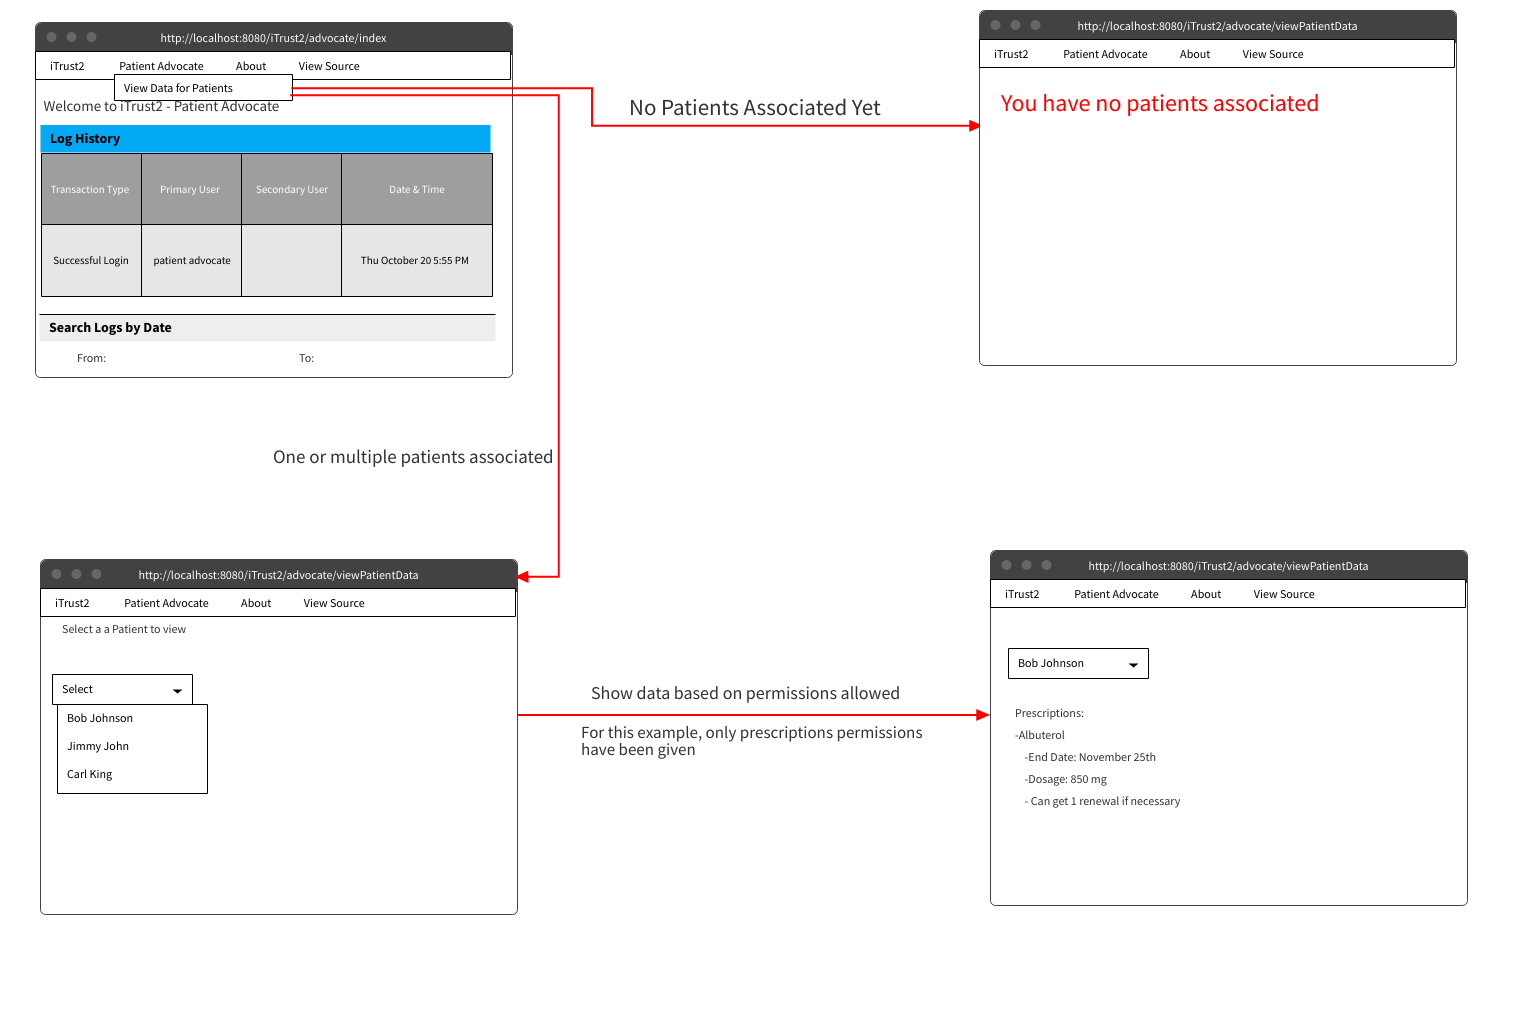 http://localhost:8080/iTrust2/advocate/index
iTrust2 Patient Advocate About View Source
View Data for Patients
Welcome to iTrust2 - Patient Advocate
Log History
Transaction Type Primary User Secondary User Date & Time
Successful Login patient advocate Thu October 20 5:55 PM
Search Logs by Date
From: To:
No Patients Associated Yet
http://localhost:8080/iTrust2/advocate/viewPatientData
iTrust2 Patient Advocate About View Source
You have no patients associated
One or multiple patients associated
http://localhost:8080/iTrust2/advocate/viewPatientData
iTrust2 Patient Advocate About View Source
Select a a Patient to view
Select
Bob Johnson
Jimmy John
Carl King
Show data based on permissions allowed
For this example, only prescriptions permissions
have been given
http://localhost:8080/iTrust2/advocate/viewPatientData
iTrust2 Patient Advocate About View Source
Bob Johnson
Prescriptions:
-Albuterol
-End Date: November 25th
-Dosage: 850 mg
- Can get 1 renewal if necessary